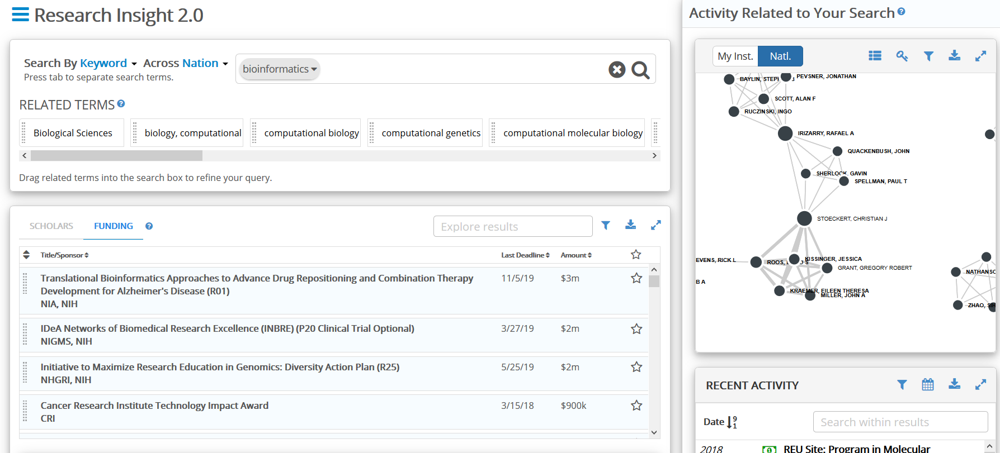 Research Insight 2.0
Search By Keyword Across Nation
Press tab to separate search terms.
bioinformatics
RELATED TERMS ?
Biological Sciences
biology, computational
computational biology
computational genetics
computational molecular biology
Drag related terms into the search box to refine your query.
SCHOLARS
FUNDING ?
Explore results
Title/Sponsor
Last Deadline
Amount
Translational Bioinformatics Approaches to Advance Drug Repositioning and Combination Therapy
Development for Alzheimer's Disease (R01)
NIA, NIH
11/5/19
$3m
IDeA Networks of Biomedical Research Excellence (INBRE) (P20 Clinical Trial Optional)
NIGMS, NIH
3/27/19
$2m
Initiative to Maximize Research Education in Genomics: Diversity Action Plan (R25)
NHGRI, NIH
5/25/19
$2m
Cancer Research Institute Technology Impact Award
CRI
3/15/18
$900k
Activity Related to Your Search ?
My Inst.
Natl.
PEVSNER, JONATHAN
BAYLIN, STEPH
SCOTT, ALAN F
RUCZINSKI, INGO
IRIZARRY, RAFAEL A
QUACKENBUSH, JOHN
SHERLOCK, GAVIN
SPELLMAN, PAUL T
STOECKERT, CHRISTIAN J
EVENS, RICK L
ROOS, D S
KISSINGER, JESSICA
GRANT, GREGORY ROBERT
B A
KRAEMER, EILEEN THERESA
MILLER, JOHN A
NATHANSO
ZHAO, SIH
RECENT ACTIVITY
Date 9
1
Search within results
2018
REU Site: Program in Molecular